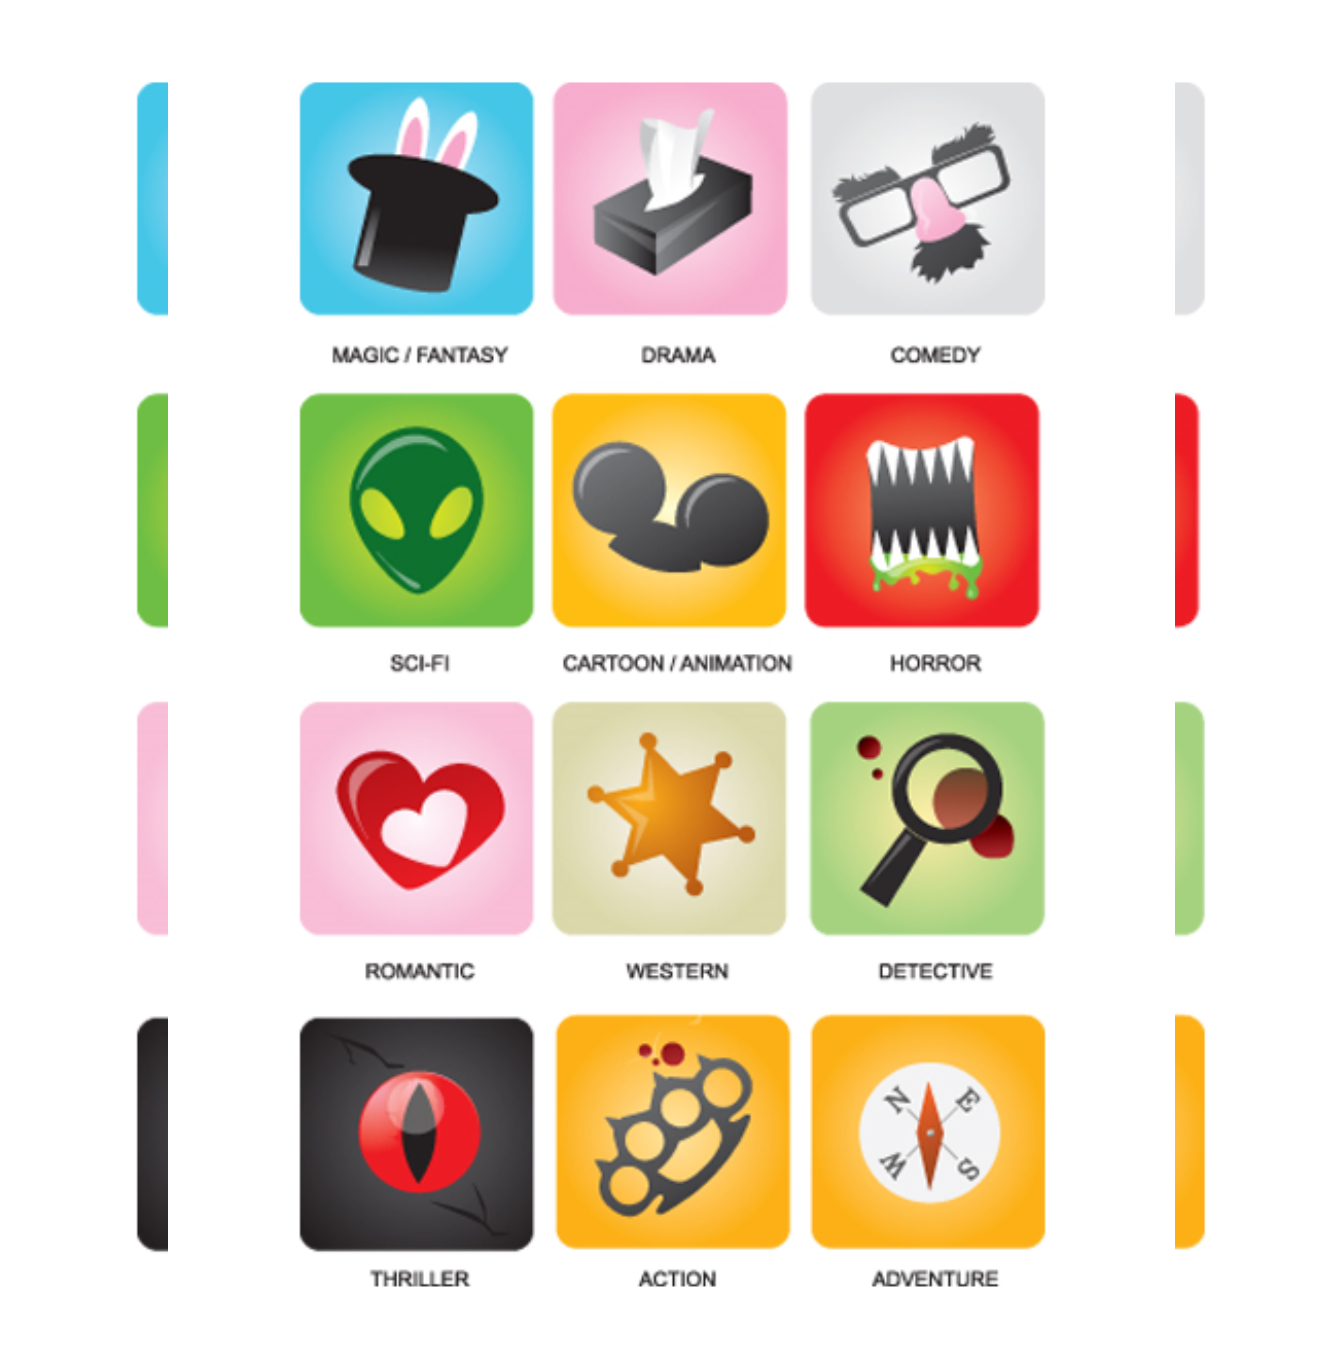 MAGIC / FANTASY
DRAMA
COMEDY
SCI-FI
CARTOON / ANIMATION
HORROR
ROMANTIC
WESTERN
DETECTIVE
N
E
W
S
THRILLER
ACTION
ADVENTURE